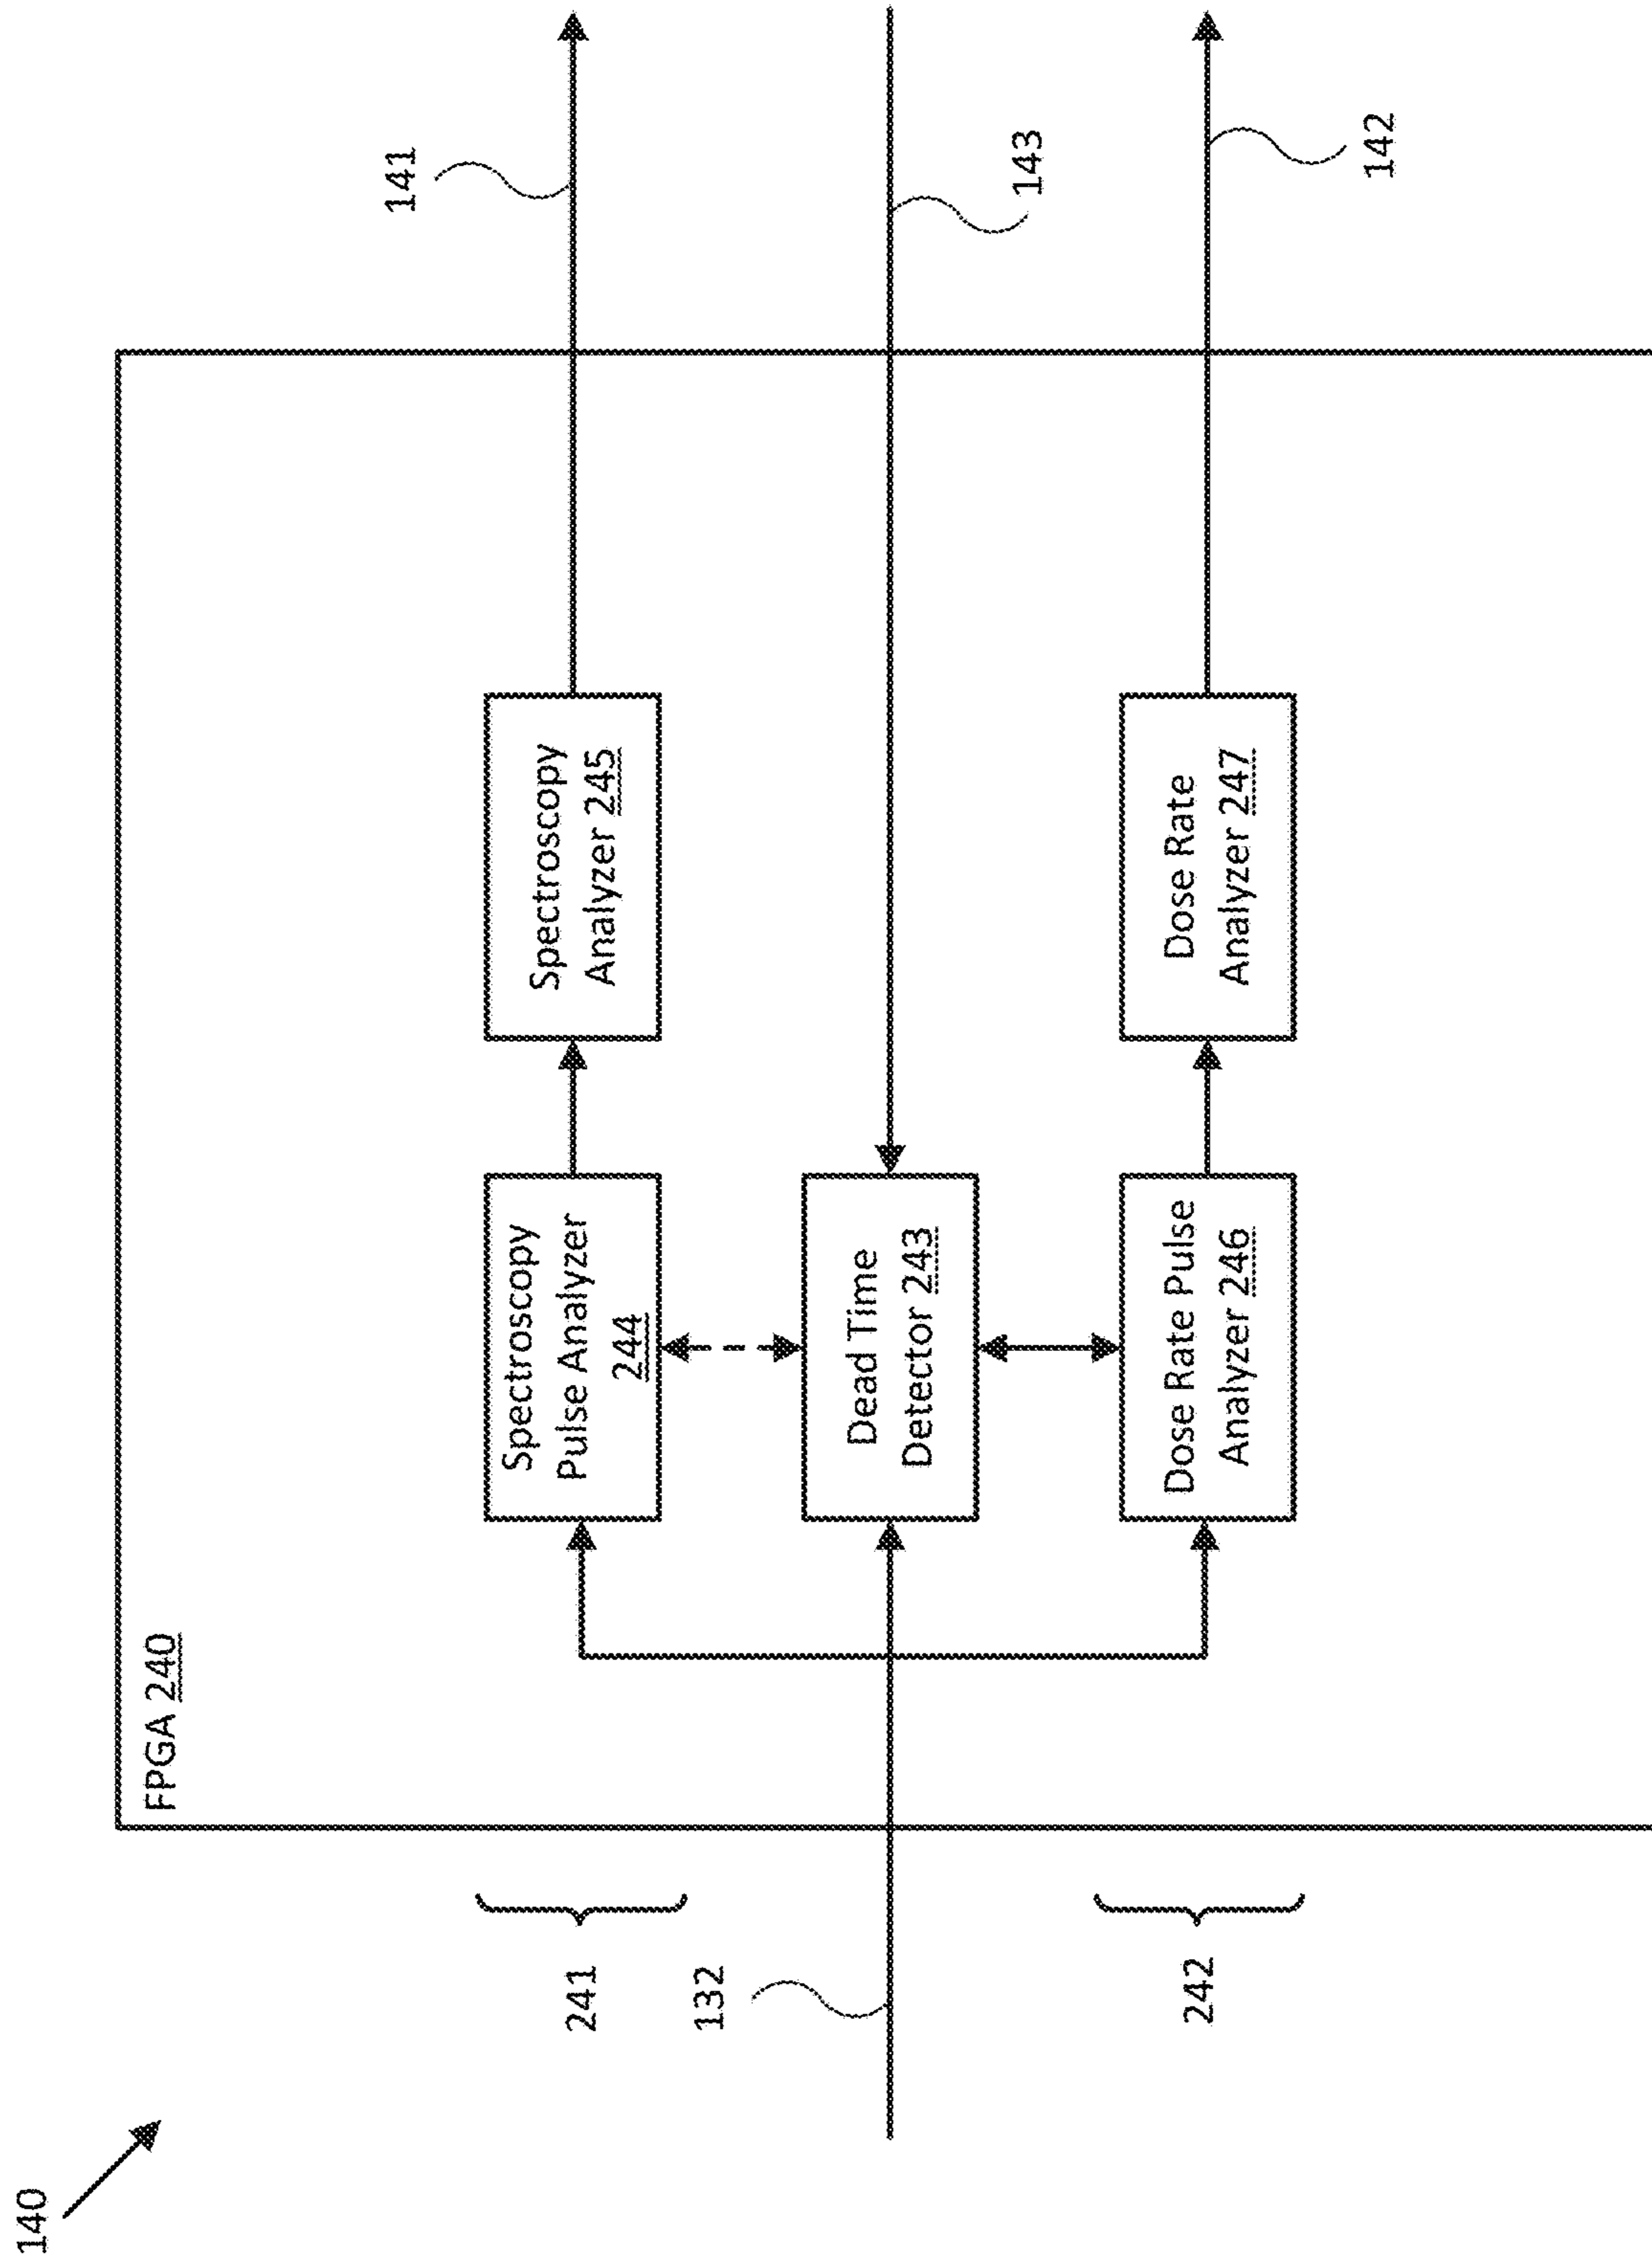 140
FPGA 240
141
241
Spectroscopy
Pulse Analyzer
244
Spectroscopy
Analyzer 245
132
Dead Time
Detector 243
143
242
Dose Rate Pulse
Analyzer 246
Dose Rate
Analyzer 247
142